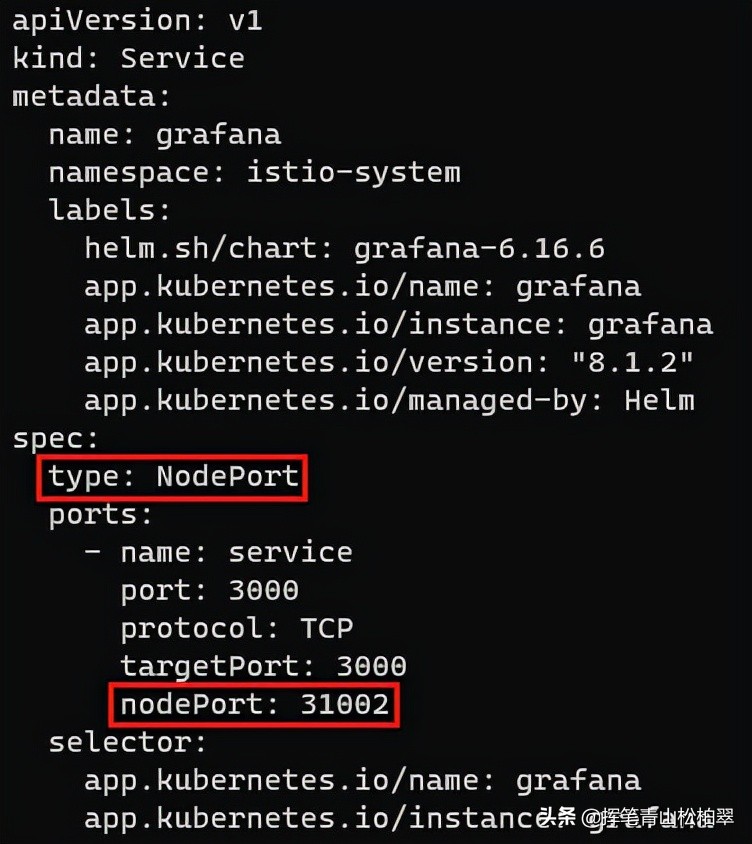 apiVersion: v1
kind: Service
metadata:
  name: grafana
  namespace: istio-system
  labels:
    helm.sh/chart: grafana-6.16.6
    app.kubernetes.io/name: grafana
    app.kubernetes.io/instance: grafana
    app.kubernetes.io/version: "8.1.2"
    app.kubernetes.io/managed-by: Helm
spec:
  type: NodePort
  ports:
    - name: service
      port: 3000
      protocol: TCP
      targetPort: 3000
      nodePort: 31002
  selector:
    app.kubernetes.io/name: grafana
    app.kubernetes.io/instance:
头条 @挥笔青山松柏翠